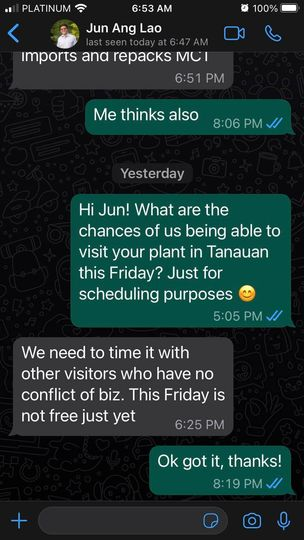 PLATINUM 6:53 AM 100%
Jun Ang Lao
last seen today at 6:47 AM
Imports and repacks MCT
6:51 PM
Me thinks also
8:06 PM
Yesterday
Hi Jun! What are the
chances of us being able to
visit your plant in Tanauan
this Friday? Just for
scheduling purposes 😊
5:05 PM
We need to time it with
other visitors who have no
conflict of biz. This Friday is
not free just yet
6:25 PM
Ok got it, thanks!
8:19 PM